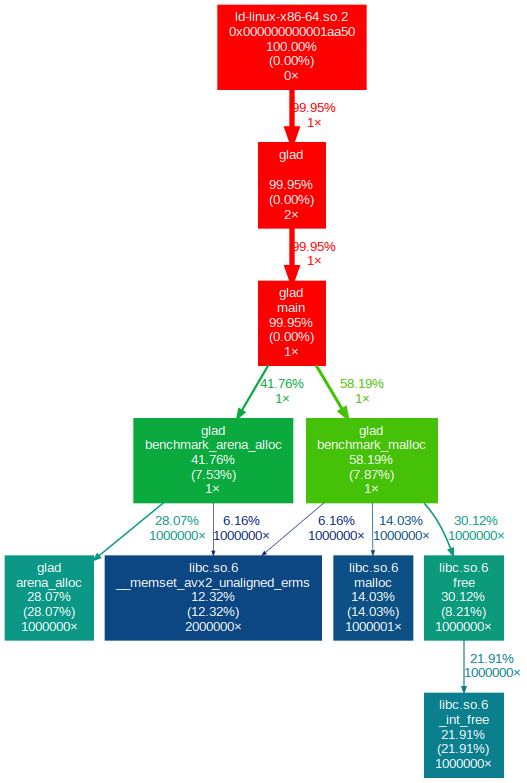 ld-linux-x86-64.so.2
0x000000000001aa50
100.00%
(0.00%)
0×
99.95%
1×
glad
99.95%
(0.00%)
2×
99.95%
1×
glad
main
99.95%
(0.00%)
1×
41.76%
1×
58.19%
1×
glad
benchmark_arena_alloc
41.76%
(7.53%)
1×
glad
benchmark_malloc
58.19%
(7.87%)
1×
28.07%
1000000×
6.16%
1000000×
6.16%
1000000×
14.03%
1000000×
30.12%
1000000×
glad
arena_alloc
28.07%
(28.07%)
1000000×
libc.so.6
__memset_avx2_unaligned_erms
12.32%
(12.32%)
2000000×
libc.so.6
malloc
14.03%
(14.03%)
1000001×
libc.so.6
free
30.12%
(8.21%)
1000000×
21.91%
1000000×
libc.so.6
_int_free
21.91%
(21.91%)
1000000×